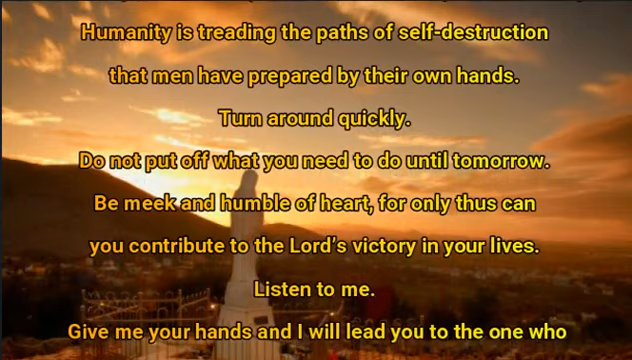 Humanity is treading the paths of self-destruction
that men have prepared by their own hands.
Turn around quickly.
Do not put off what you need to do until tomorrow.
Be meek and humble of heart, for only thus can
you contribute to the Lord's victory in your lives.
Listen to me.
Give me your hands and I will lead you to the one who